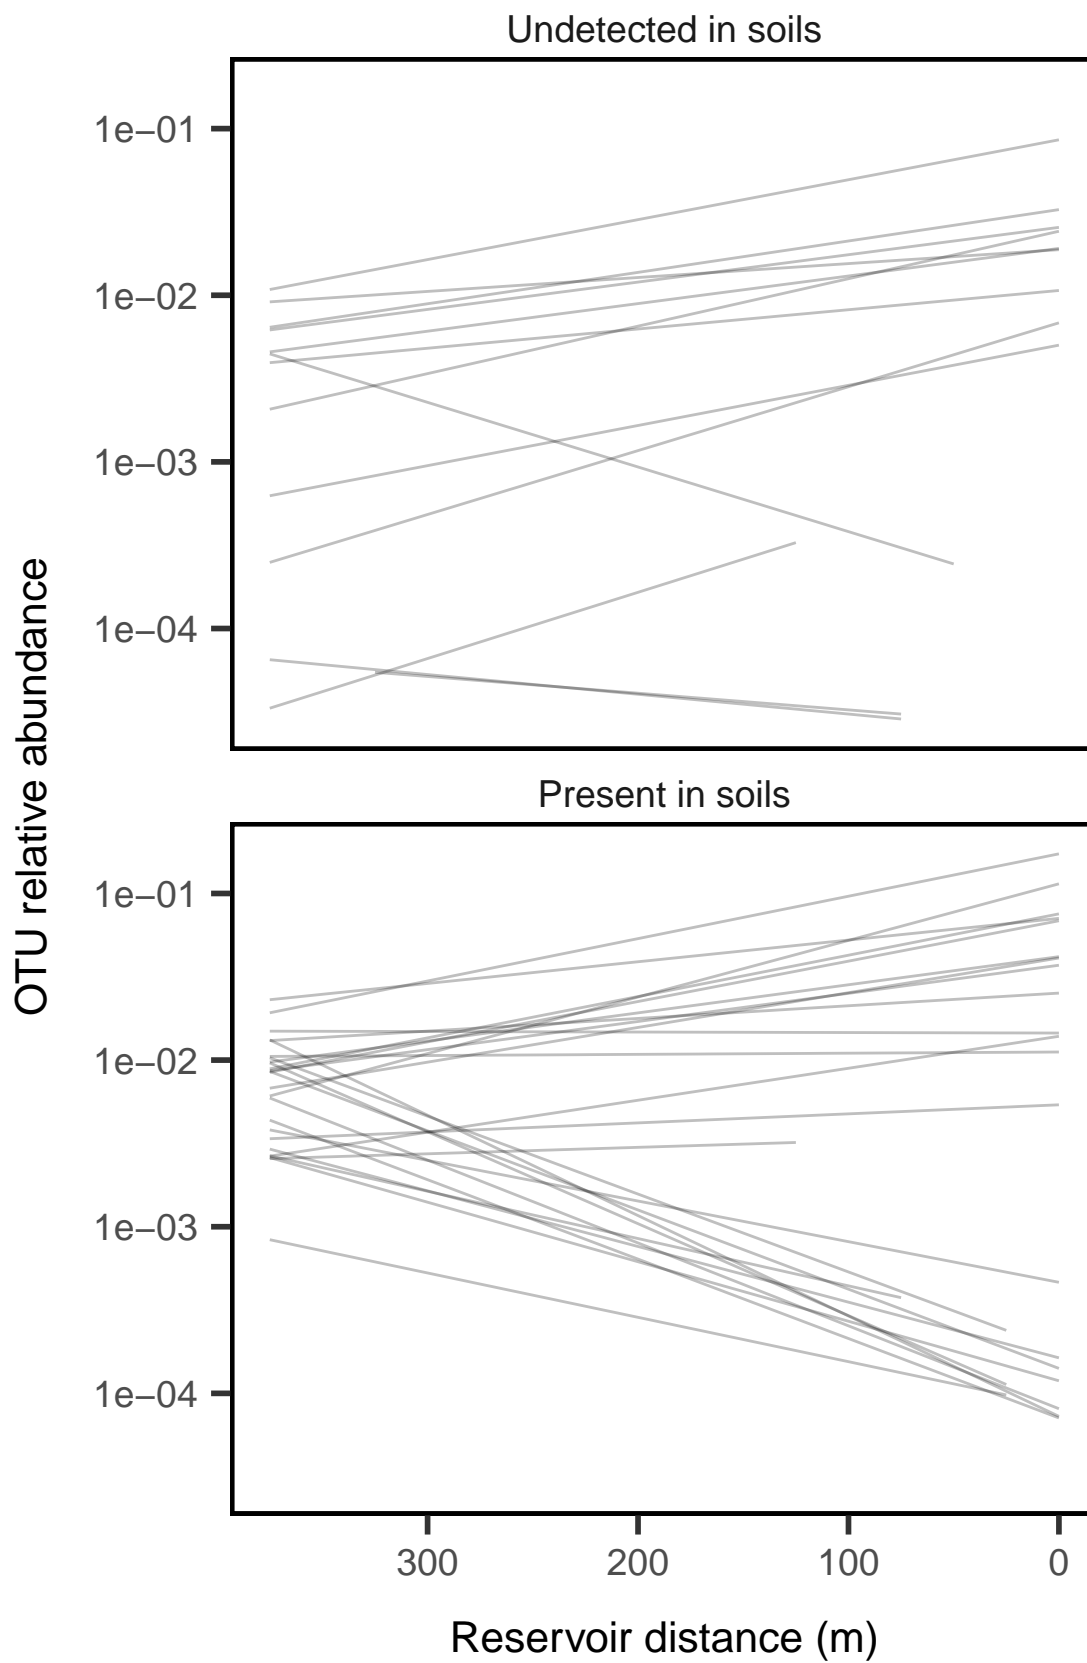 Undetected in soils
1e−01
1e−02
1e−03
1e−04
OTU relative abundance
Present in soils
1e−01
1e−02
1e−03
1e−04
300 200 100 0
Reservoir distance (m)